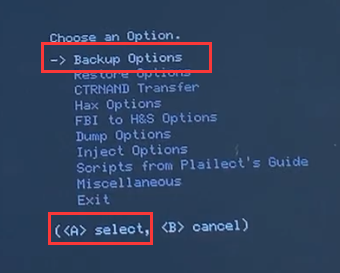 Choose an Option.
-> Backup Options
Restore Options
CTRNAND Transfer
Hax Options
FBI to H&S Options
Dump Options
Inject Options
Scripts from Plailect's Guide
Miscellaneous
Exit
(<A> select, <B> cancel)